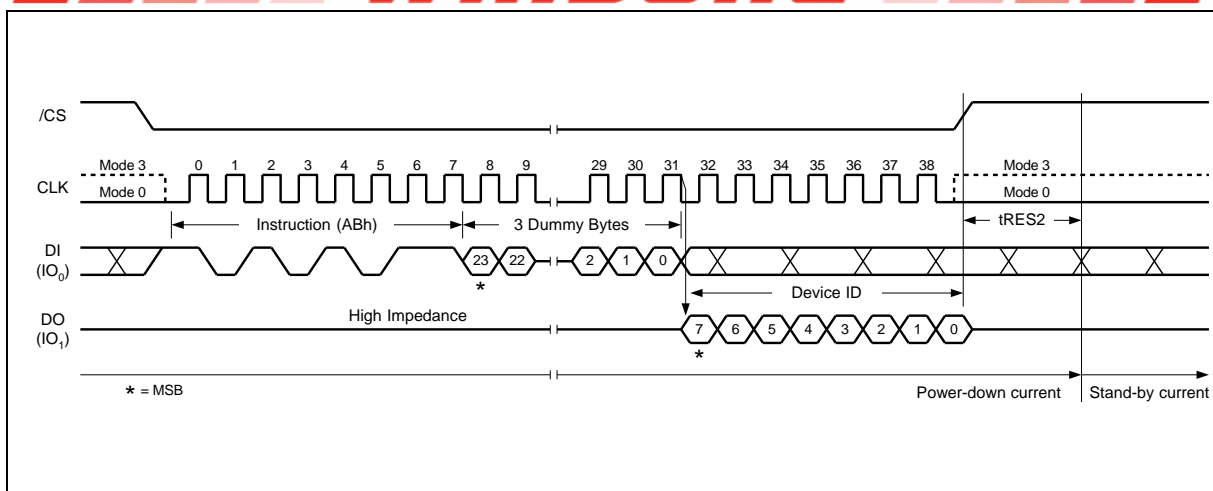 /CS
Mode 3 0 1 2 3 4 5 6 7 8 9 29 30 31 32 33 34 35 36 37 38 Mode 3
CLK Mode 0 Mode 0
Instruction (ABh) 3 Dummy Bytes tRES2
DI
(IO0)
23 22 2 1 0
*
Device ID
DO
(IO1)
High Impedance
7 6 5 4 3 2 1 0
*
* = MSB
Power-down current Stand-by current